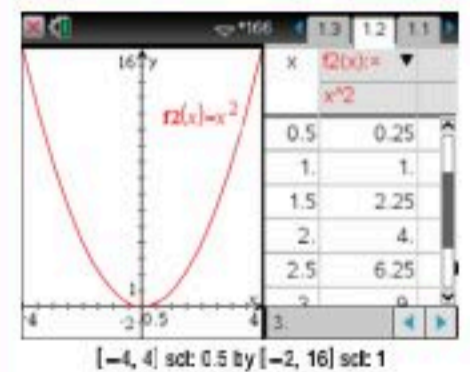 *166 1.3 1.2 1.1
16 y
f2(x)=x²
1
-4 -2 0.5 4
x f2(x):= ▼
x^2
0.5 0.25
1. 1.
1.5 2.25
2. 4.
2.5 6.25
3. 9.
3.
[−4, 4] scl: 0.5 by [−2, 16] scl: 1